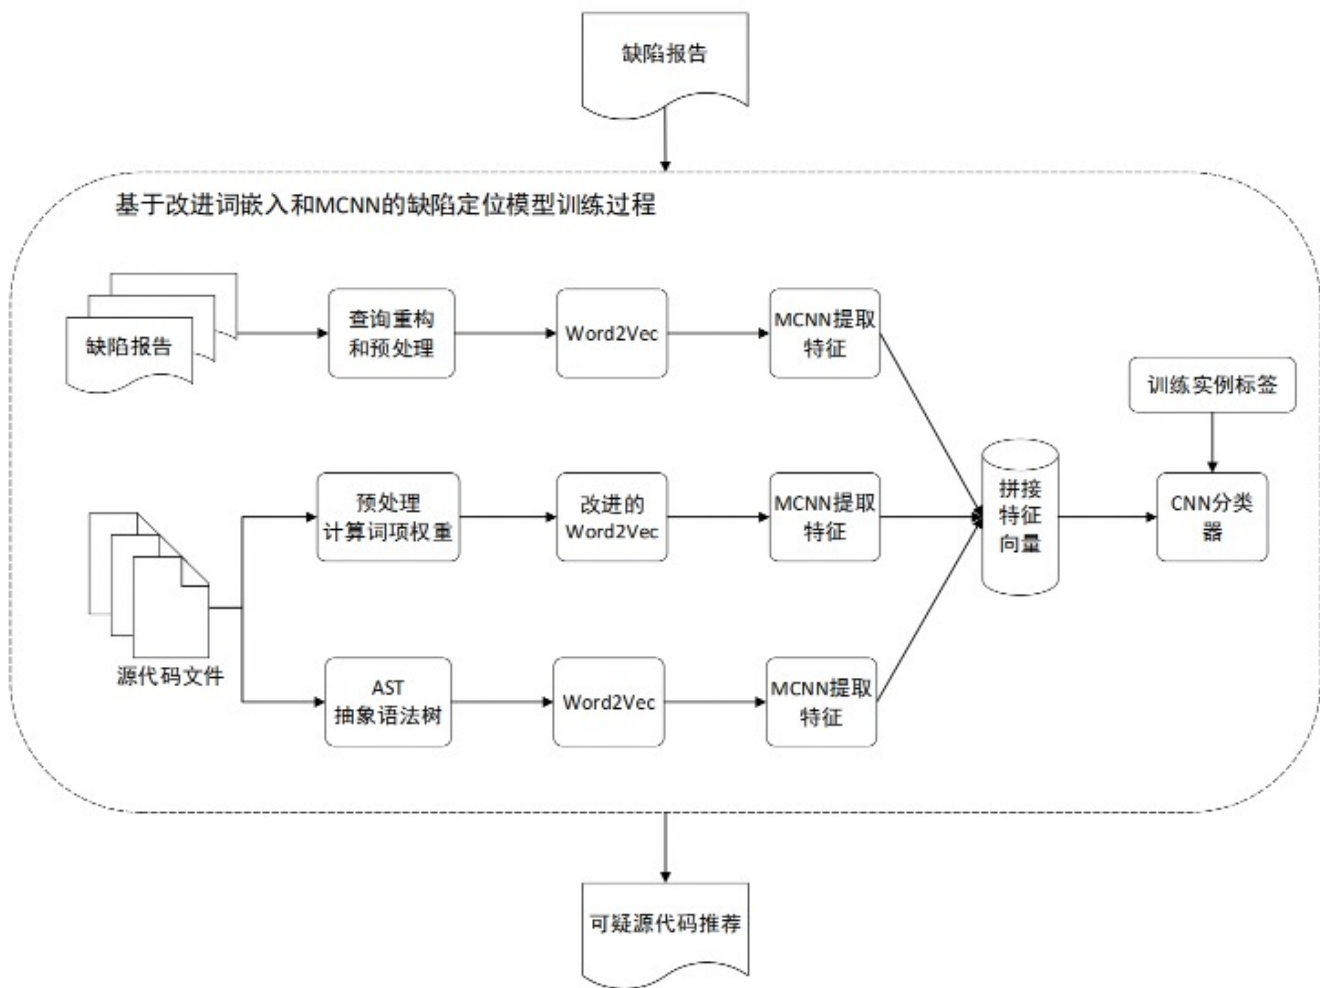 缺陷报告
基于改进词嵌入和MCNN的缺陷定位模型训练过程
缺陷报告
查询重构
和预处理
Word2Vec
MCNN提取
特征
训练实例标签
源代码文件
预处理
计算词项权重
改进的
Word2Vec
MCNN提取
特征
拼接
特征
向量
CNN分类
器
AST
抽象语法树
Word2Vec
MCNN提取
特征
可疑源代码推荐